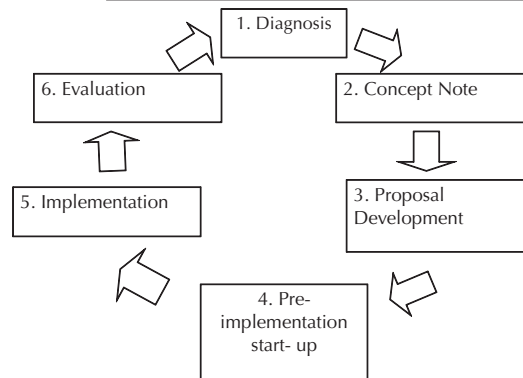 1. Diagnosis
2. Concept Note
3. Proposal
Development
4. Pre-
implementation
start- up
5. Implementation
6. Evaluation